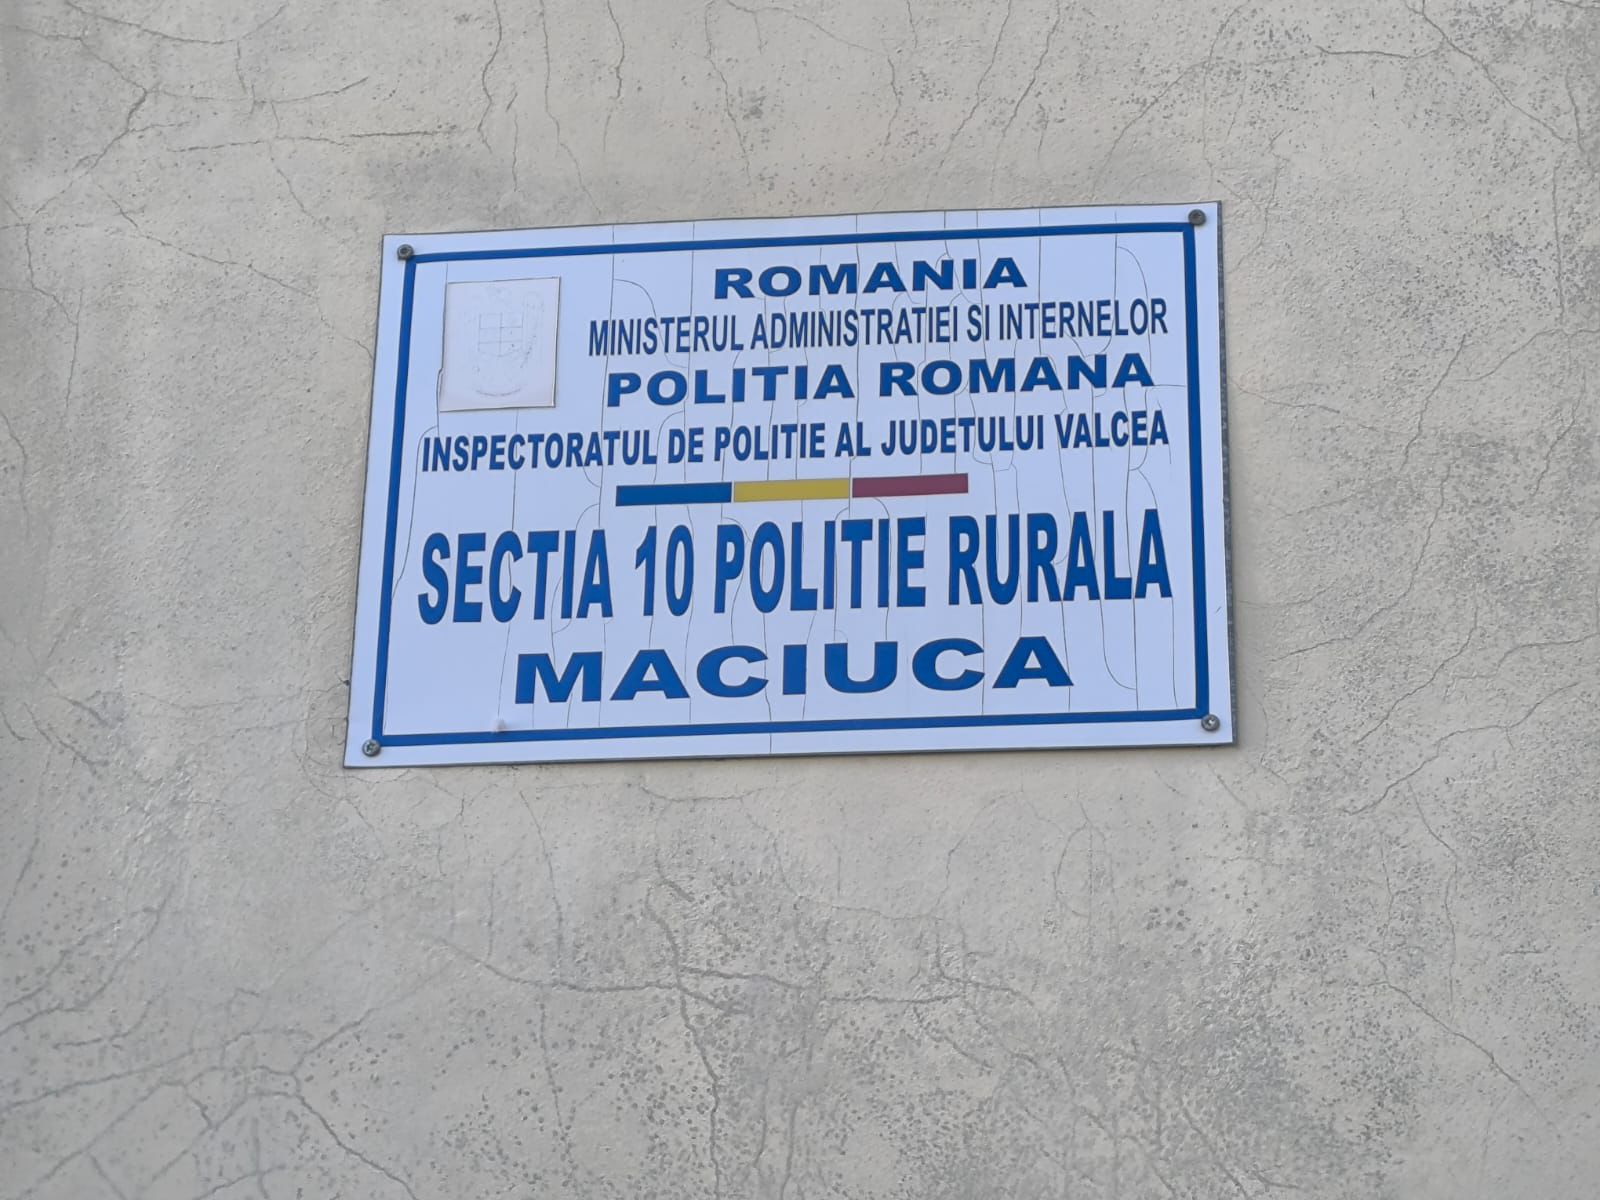 ROMANIA
MINISTERUL ADMINISTRATIEI SI INTERNELOR
POLITIA ROMANA
INSPECTORATUL DE POLITIE AL JUDETULUI VALCEA
SECTIA 10 POLITIE RURALA
MACIUCA